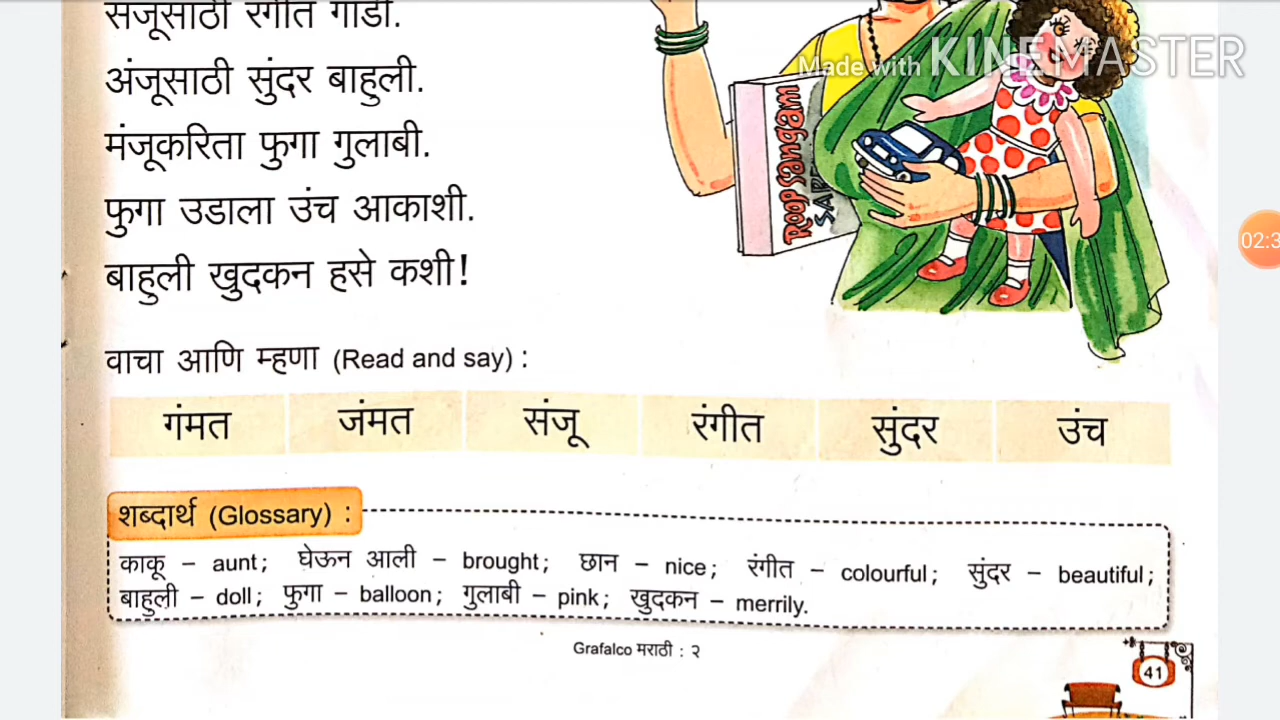 संजूसाठी रंगीत गाडी.
अंजूसाठी सुंदर बाहुली.
मंजूकरिता फुगा गुलाबी.
फुगा उडाला उंच आकाशी.
बाहुली खुदकन हसे कशी!
Made with KINEMASTER
Roop sangam
02:3
वाचा आणि म्हणा (Read and say) :
गंमत जंमत संजू रंगीत सुंदर उंच
शब्दार्थ (Glossary) :
काकू – aunt; घेऊन आली – brought; छान – nice; रंगीत – colourful; सुंदर – beautiful;
बाहुली – doll; फुगा – balloon; गुलाबी – pink; खुदकन – merrily.
Grafalco मराठी : २
41